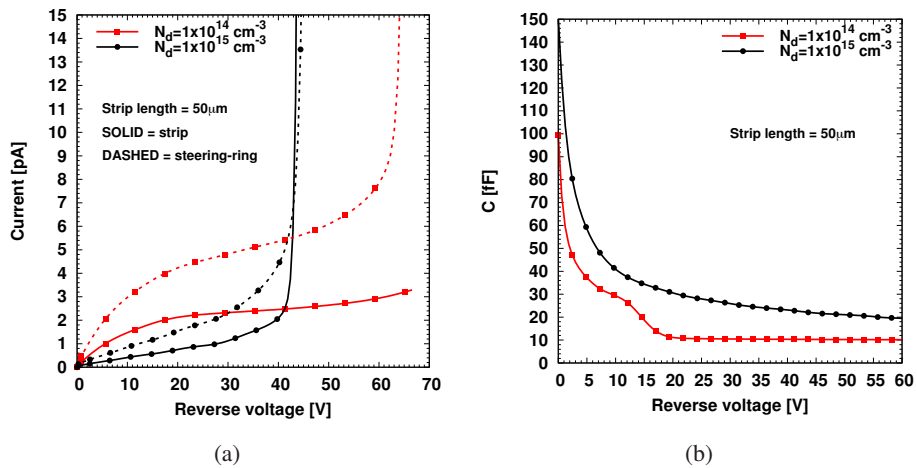 N_d=1x10^14 cm^-3
N_d=1x10^15 cm^-3
Strip length = 50μm
SOLID = strip
DASHED = steering-ring
Current [pA]
15
14
13
12
11
10
9
8
7
6
5
4
3
2
1
0
0 10 20 30 40 50 60 70
Reverse voltage [V]
(a)
N_d=1x10^14 cm^-3
N_d=1x10^15 cm^-3
Strip length = 50μm
C [fF]
150
140
130
120
110
100
90
80
70
60
50
40
30
20
10
0
0 5 10 15 20 25 30 35 40 45 50 55 60
Reverse voltage [V]
(b)